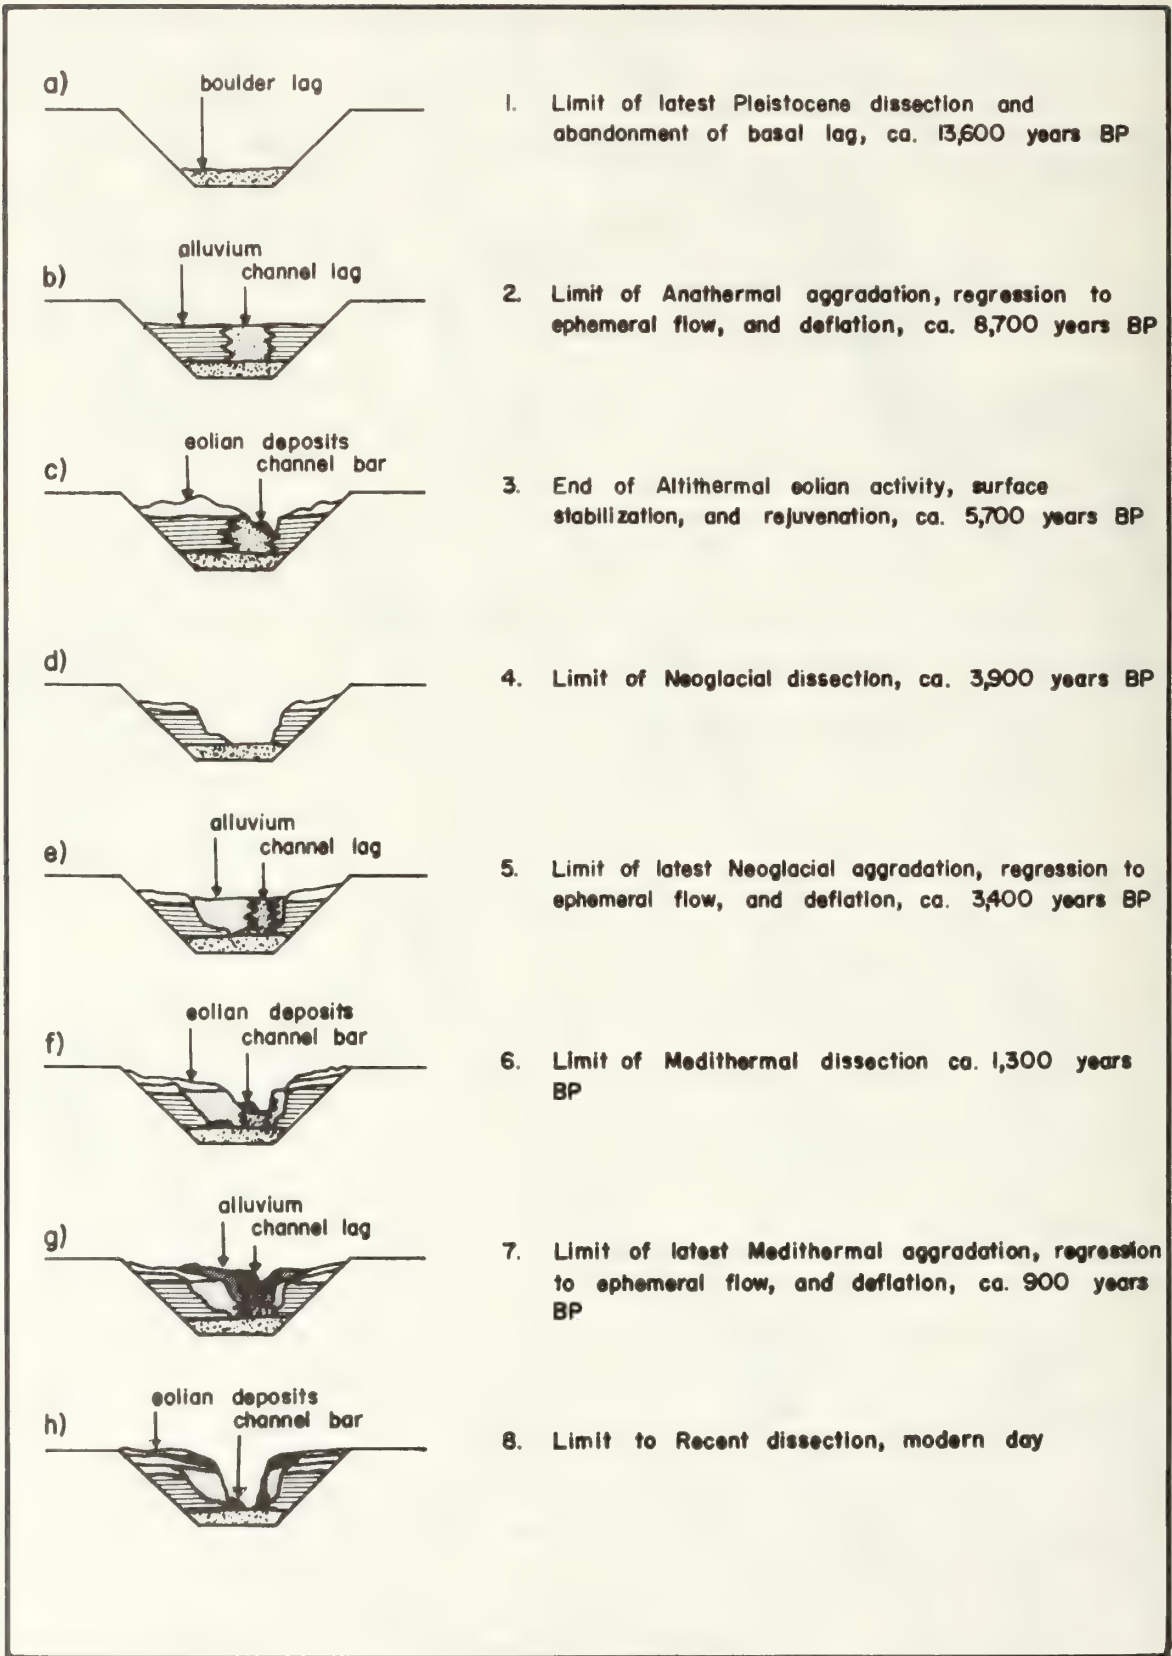 a)
boulder lag
1. Limit of latest Pleistocene dissection and
abandonment of basal lag, ca. 13,600 years BP
b)
alluvium
channel lag
2. Limit of Anathermal aggradation, regression to
ephemeral flow, and deflation, ca. 8,700 years BP
c)
eolian deposits
channel bar
3. End of Altithermal eolian activity, surface
stabilization, and rejuvenation, ca. 5,700 years BP
d)
4. Limit of Neoglacial dissection, ca. 3,900 years BP
e)
alluvium
channel lag
5. Limit of latest Neoglacial aggradation, regression to
ephemeral flow, and deflation, ca. 3,400 years BP
f)
eolian deposits
channel bar
6. Limit of Medithermal dissection ca. 1,300 years
BP
g)
alluvium
channel lag
7. Limit of latest Medithermal aggradation, regression
to ephemeral flow, and deflation, ca. 900 years
BP
h)
eolian deposits
channel bar
8. Limit to Recent dissection, modern day